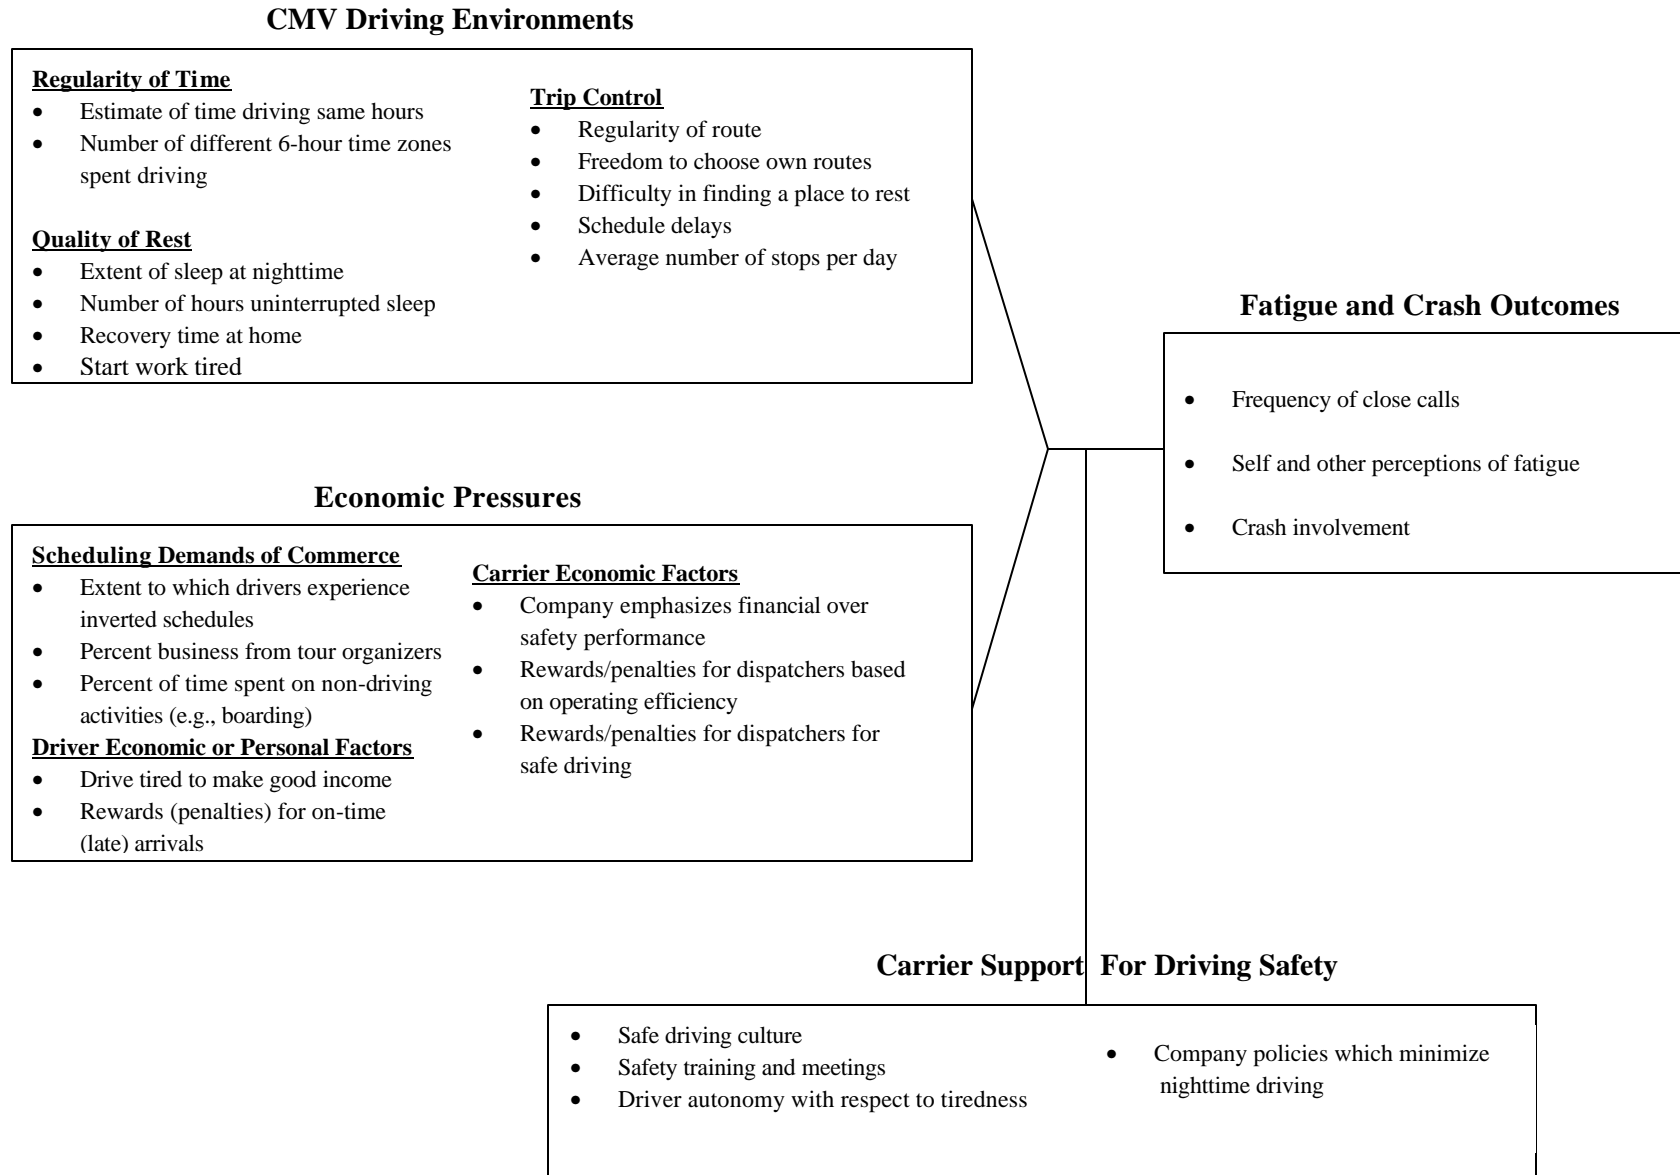 CMV Driving Environments
Regularity of Time
• Estimate of time driving same hours
• Number of different 6-hour time zones
spent driving
Quality of Rest
• Extent of sleep at nighttime
• Number of hours uninterrupted sleep
• Recovery time at home
• Start work tired
Trip Control
• Regularity of route
• Freedom to choose own routes
• Difficulty in finding a place to rest
• Schedule delays
• Average number of stops per day
Fatigue and Crash Outcomes
• Frequency of close calls
• Self and other perceptions of fatigue
• Crash involvement
Economic Pressures
Scheduling Demands of Commerce
• Extent to which drivers experience
inverted schedules
• Percent business from tour organizers
• Percent of time spent on non-driving
activities (e.g., boarding)
Driver Economic or Personal Factors
• Drive tired to make good income
• Rewards (penalties) for on-time
(late) arrivals
Carrier Economic Factors
• Company emphasizes financial over
safety performance
• Rewards/penalties for dispatchers based
on operating efficiency
• Rewards/penalties for dispatchers for
safe driving
Carrier Support For Driving Safety
• Safe driving culture
• Safety training and meetings
• Driver autonomy with respect to tiredness
• Company policies which minimize
nighttime driving